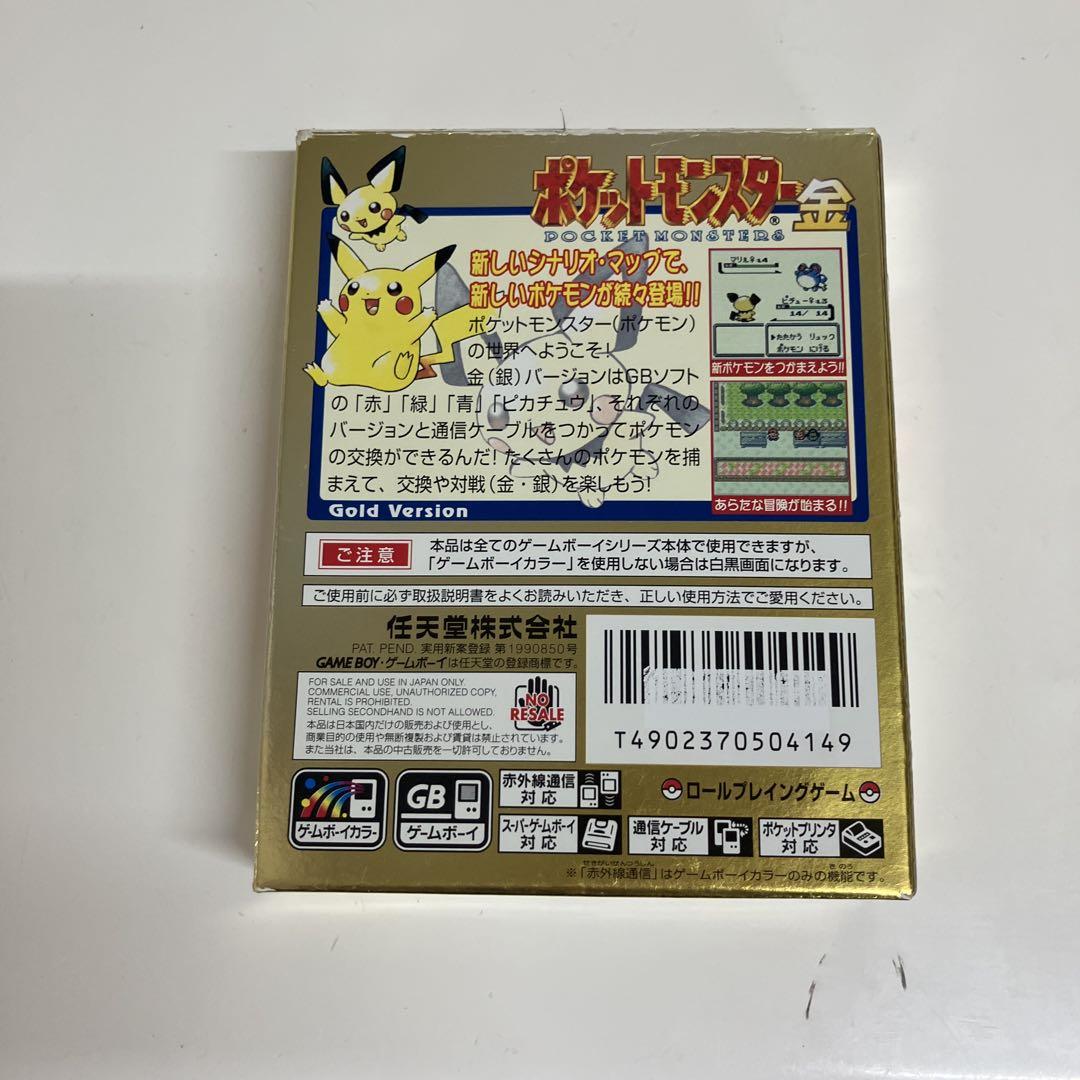 ポケットモンスター金
POCKET MONSTERS®
新しいシナリオ・マップで、
新しいポケモンが続々登場!!
ポケットモンスター(ポケモン)
の世界へようこそ!
金(銀)バージョンはGBソフト
の「赤」「緑」「青」「ピカチュウ」、それぞれの
バージョンと通信ケーブルをつかってポケモン
の交換ができるんだ!たくさんのポケモンを捕
まえて、交換や対戦(金・銀)を楽しもう!
Gold Version
マリル♀:14
ピチュー♀:3
14/ 14
▶たたかう リュック
ポケモン にげる
新ポケモンをつかまえよう!!
あらたな冒険が始まる!!
ご注意
本品は全てのゲームボーイシリーズ本体で使用できますが、
「ゲームボーイカラー」を使用しない場合は白黒画面になります。
ご使用前に必ず取扱説明書をよくお読みいただき、正しい使用方法でご愛用ください。
任天堂株式会社
PAT. PEND. 実用新案登録 第1990850号
GAME BOY・ゲームボーイは任天堂の登録商標です。
FOR SALE AND USE IN JAPAN ONLY.
COMMERCIAL USE, UNAUTHORIZED COPY,
RENTAL IS PROHIBITED.
SELLING SECONDHAND IS NOT ALLOWED.
本品は日本国内だけの販売および使用とし、
商業目的の使用や無断複製および賃貸は禁止します。
また当社は、本品の中古販売を一切許可しておりません。
NO
RESALE
T4902370504149
ゲームボーイカラー
GB
ゲームボーイ
赤外線通信
対応
ロールプレイングゲーム
スーパーゲームボーイ
対応
通信ケーブル
対応
ポケットプリンタ
対応
せきがいせんつうしん
きのう
※「赤外線通信」はゲームボーイカラーのみの機能です。